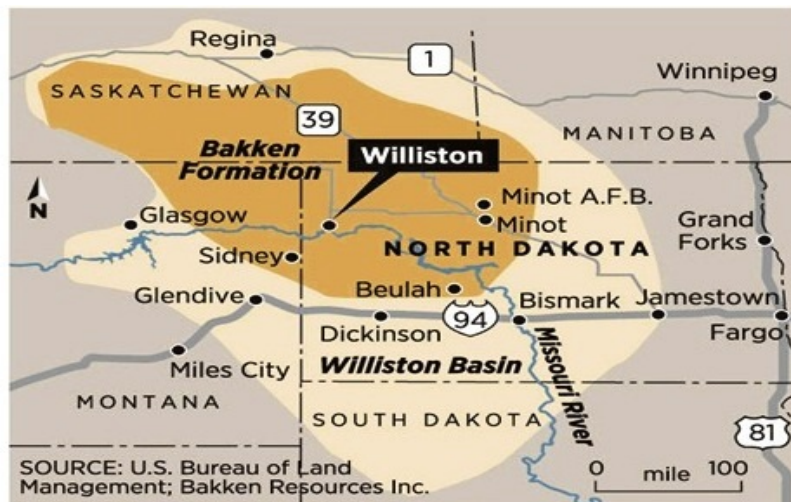 Regina
1
Winnipeg
SASKATCHEWAN
39
MANITOBA
Bakken
Formation
Williston
N
Minot A.F.B.
Glasgow
Minot
Grand
Forks
NORTH DAKOTA
Sidney
Glendive
Beulah
94
Bismark
Jamestown
Dickinson
Fargo
Miles City
Williston Basin
Missouri River
MONTANA
SOUTH DAKOTA
81
SOURCE: U.S. Bureau of Land
Management; Bakken Resources Inc.
0 mile 100